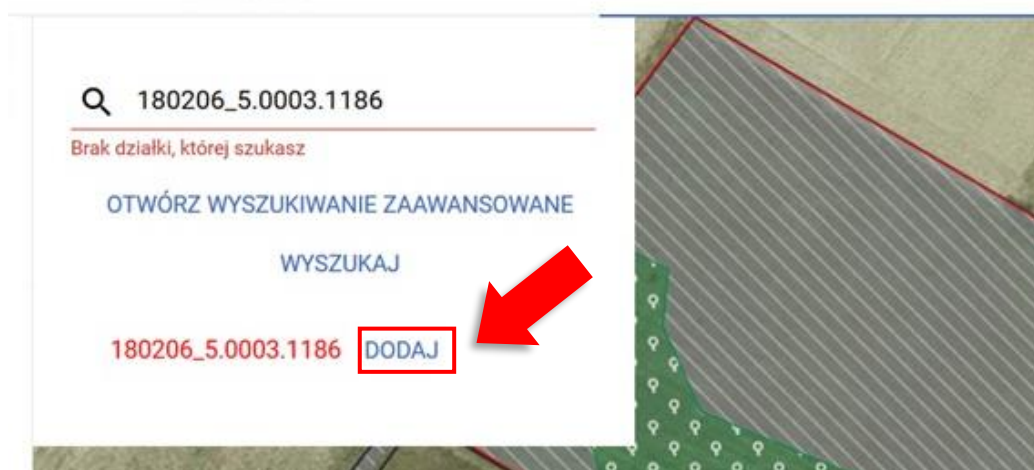 180206_5.0003.1186
Brak działki, której szukasz
OTWÓRZ WYSZUKIWANIE ZAAWANSOWANE
WYSZUKAJ
180206_5.0003.1186 DODAJ